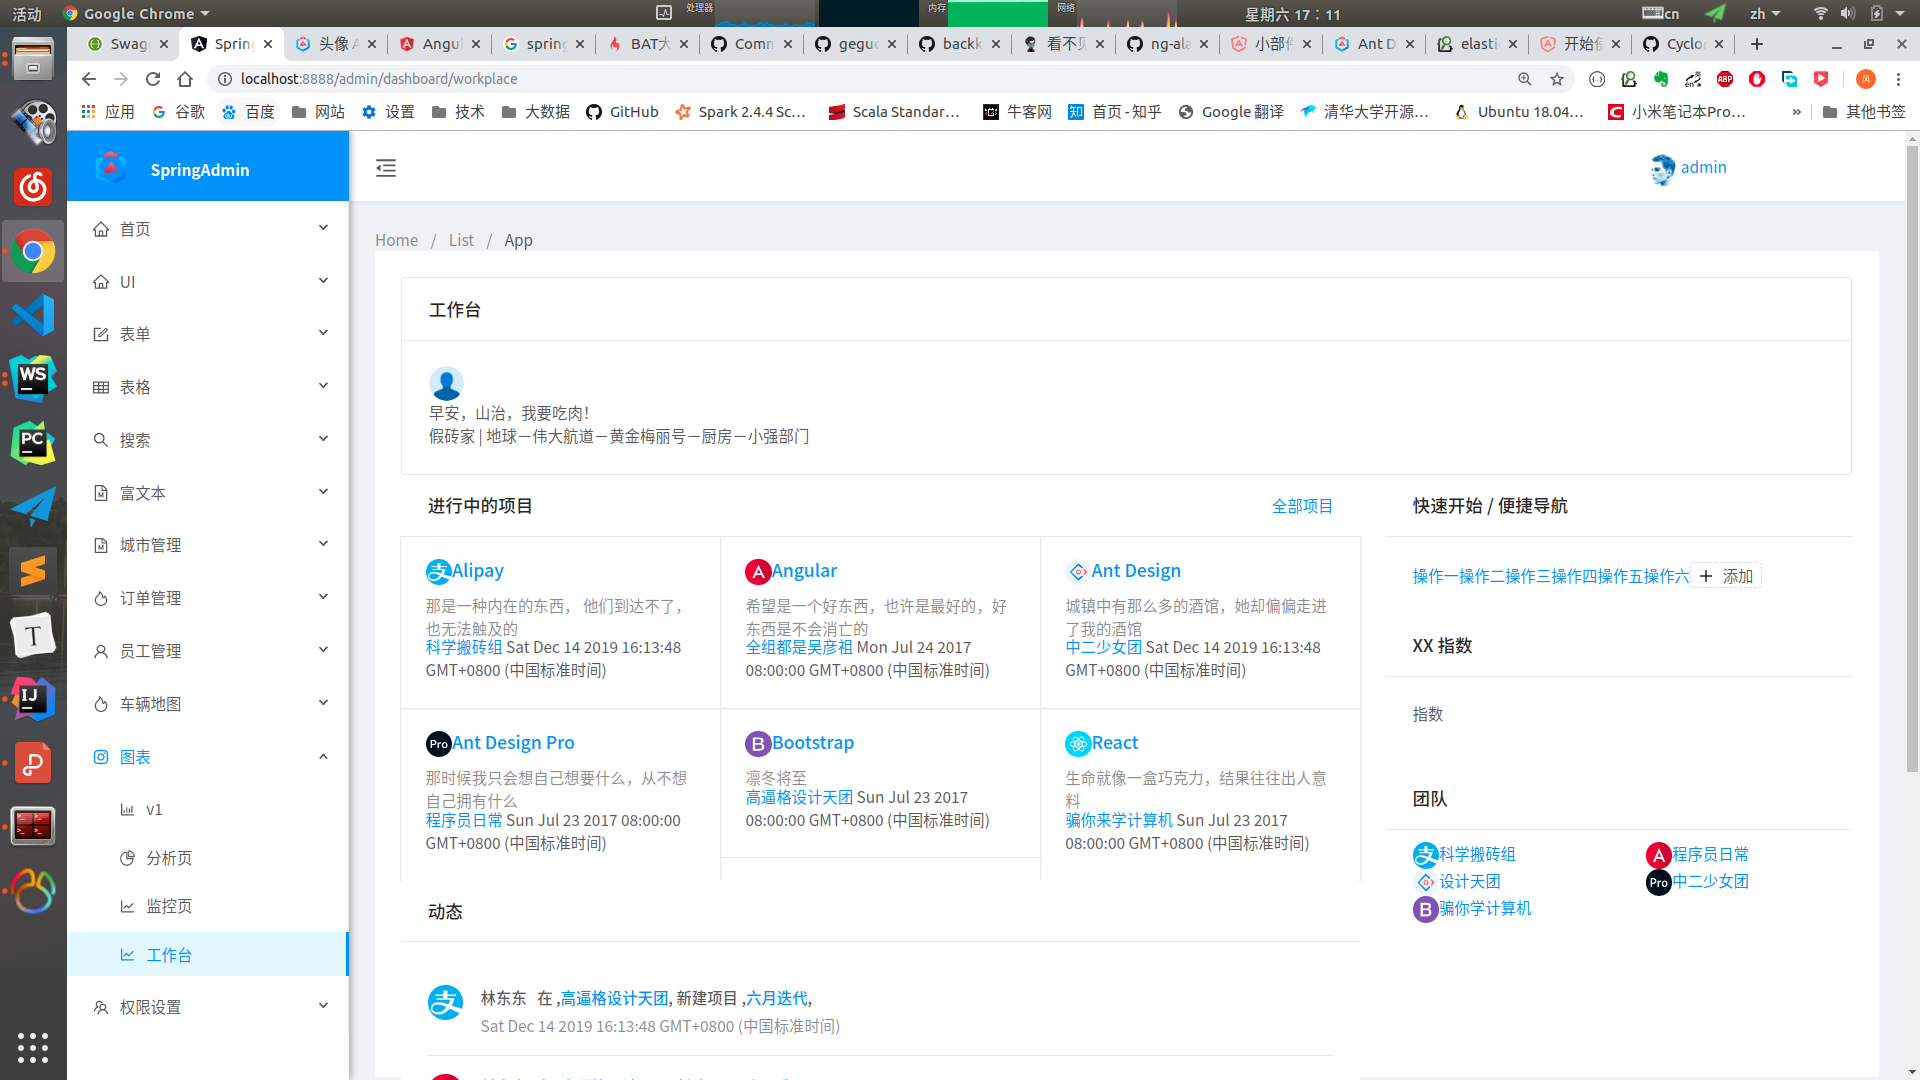 活动
Google Chrome
处理器
内存
网络
星期六 17：11
cn
zh
Swag
Spring
头像 A
Angul
spring
BAT大
Comm
geguc
backk
看不见
ng-ala
小部件
Ant D
elasti
开始使
Cyclon
localhost:8888/admin/dashboard/workplace
应用
谷歌
百度
网站
设置
技术
大数据
GitHub
Spark 2.4.4 Sc...
Scala Standar...
牛客网
首页 - 知乎
Google 翻译
清华大学开源...
Ubuntu 18.04...
小米笔记本Pro...
»
其他书签
SpringAdmin
admin
首页
UI
表单
表格
搜索
富文本
城市管理
订单管理
员工管理
车辆地图
图表
v1
分析页
监控页
工作台
权限设置
Home / List / App
工作台
早安，山治，我要吃肉！
假砖家 | 地球－伟大航道－黄金梅丽号－厨房－小强部门
进行中的项目
全部项目
Alipay
那是一种内在的东西， 他们到达不了，
也无法触及的
科学搬砖组 Sat Dec 14 2019 16:13:48
GMT+0800 (中国标准时间)
Angular
希望是一个好东西，也许是最好的，好
东西是不会消亡的
全组都是吴彦祖 Mon Jul 24 2017
08:00:00 GMT+0800 (中国标准时间)
Ant Design
城镇中有那么多的酒馆，她却偏偏走进
了我的酒馆
中二少女团 Sat Dec 14 2019 16:13:48
GMT+0800 (中国标准时间)
Pro
Ant Design Pro
那时候我只会想自己想要什么，从不想
自己拥有什么
程序员日常 Sun Jul 23 2017 08:00:00
GMT+0800 (中国标准时间)
B
Bootstrap
凛冬将至
高逼格设计天团 Sun Jul 23 2017
08:00:00 GMT+0800 (中国标准时间)
React
生命就像一盒巧克力，结果往往出人意
料
骗你来学计算机 Sun Jul 23 2017
08:00:00 GMT+0800 (中国标准时间)
动态
林东东 在 ,高逼格设计天团, 新建项目 ,六月迭代,
Sat Dec 14 2019 16:13:48 GMT+0800 (中国标准时间)
快速开始 / 便捷导航
操作一操作二操作三操作四操作五操作六 + 添加
XX 指数
指数
团队
科学搬砖组
程序员日常
设计天团
Pro 中二少女团
B 骗你学计算机